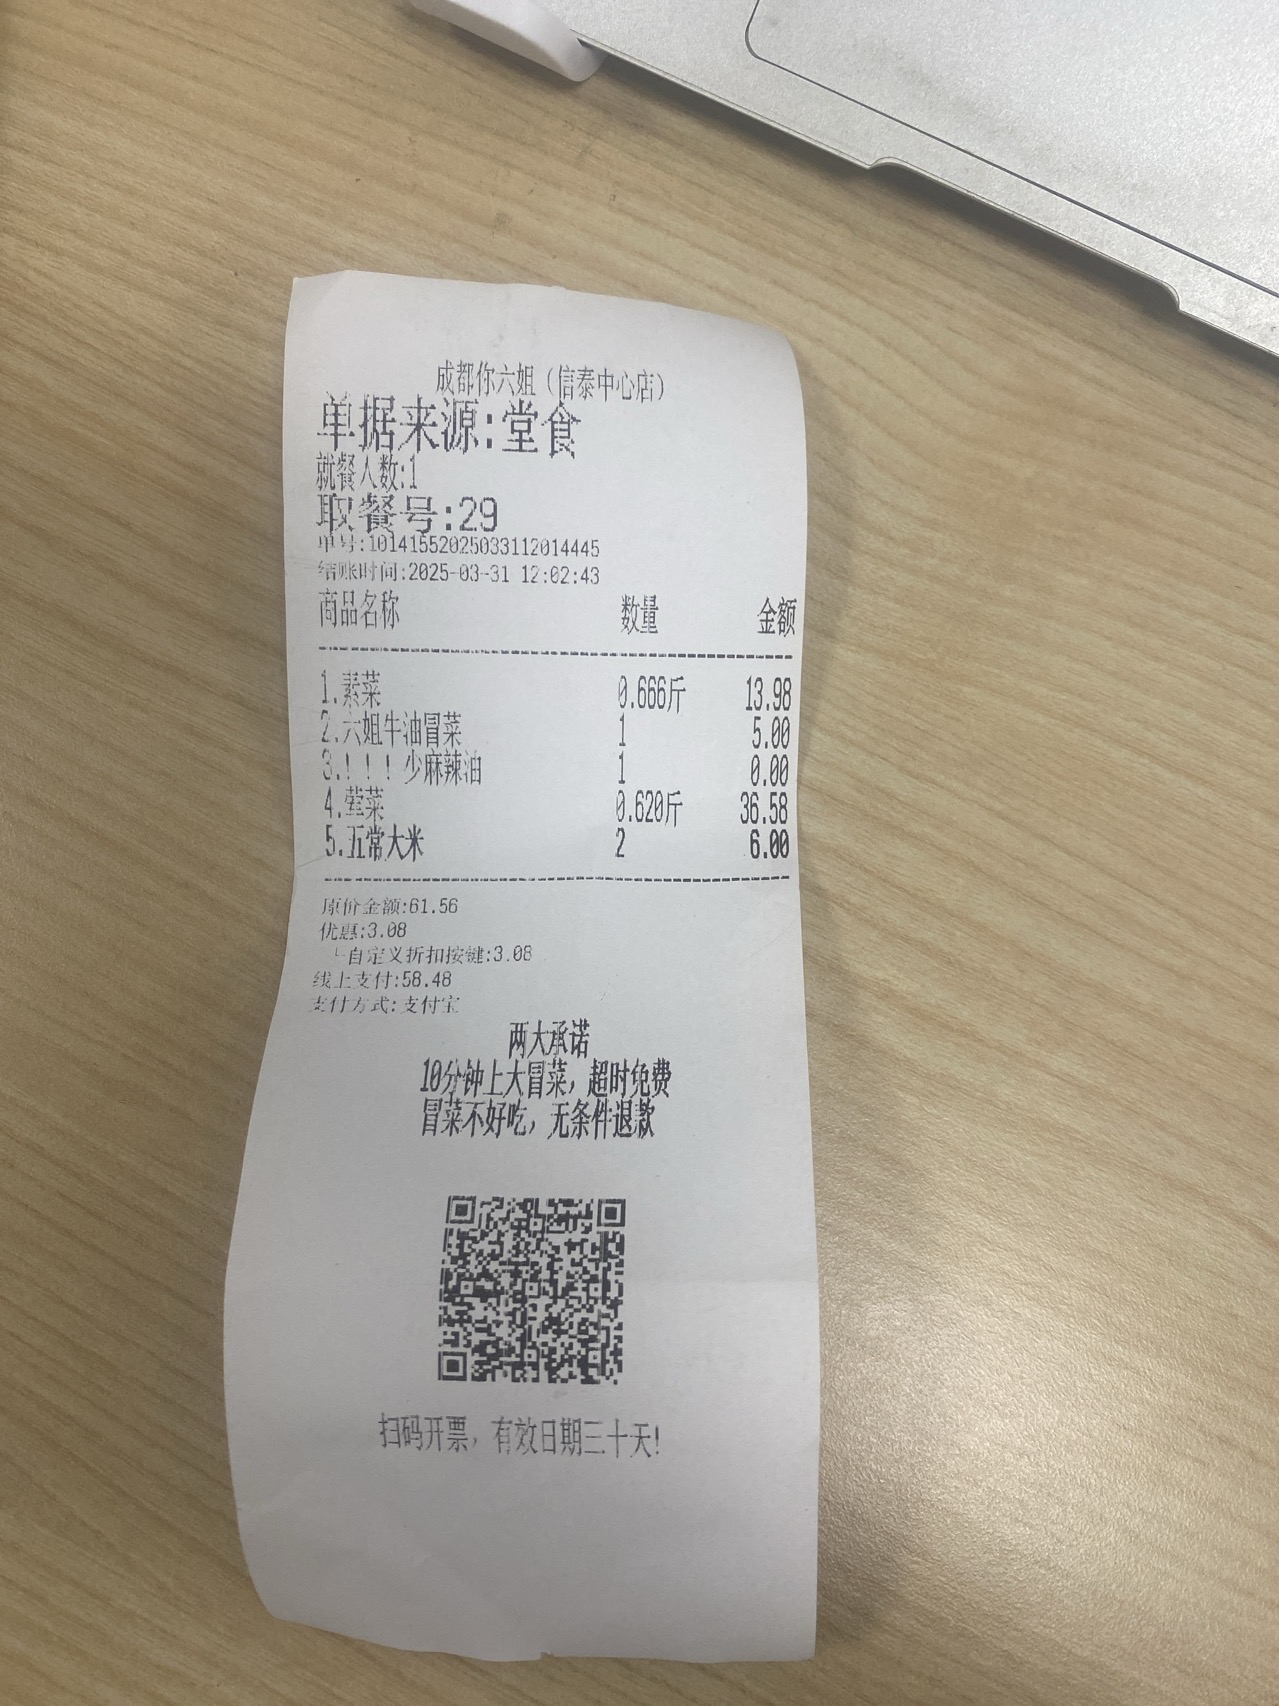 成都你六姐（信泰中心店）
单据来源:堂食
就餐人数:1
取餐号:29
单号:10141552025033112014445
结账时间:2025-03-31 12:02:43
商品名称 数量 金额
1.素菜 0.666斤 13.98
2.六姐牛油冒菜 1 5.00
3.！！！少麻辣油 1 0.00
4.荤菜 0.620斤 36.58
5.五常大米 2 6.00
原价金额:61.56
优惠:3.08
└自定义折扣按键:3.08
线上支付:58.48
支付方式:支付宝
两大承诺
10分钟上大冒菜，超时免费
冒菜不好吃，无条件退款
扫码开票，有效日期三十天!